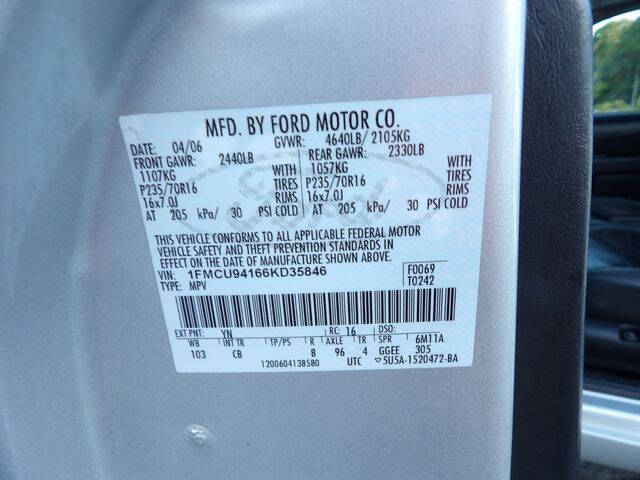 MFD. BY FORD MOTOR CO.
DATE: 04/06 GVWR: 4640LB/ 2105KG
FRONT GAWR: 2440LB REAR GAWR: 2330LB
1107KG WITH 1057KG WITH
P235/70R16 TIRES P235/70R16 TIRES
16x7.0J RIMS 16x7.0J RIMS
AT 205 kPa/ 30 PSI COLD AT 205 kPa/ 30 PSI COLD
THIS VEHICLE CONFORMS TO ALL APPLICABLE FEDERAL MOTOR
VEHICLE SAFETY AND THEFT PREVENTION STANDARDS IN
EFFECT ON THE DATE OF MANUFACTURE SHOWN ABOVE.
VIN: 1FMCU94166KD35846 F0069
TYPE: MPV T0242
EXT PNT: YN RC: 16 DSO:
WB INT TR TP/PS R AXLE TR SPR 6M11A
103 CB 8 96 4 GGEE 305
1200604138580 UTC ▽5U5A-1520472-BA
Ford